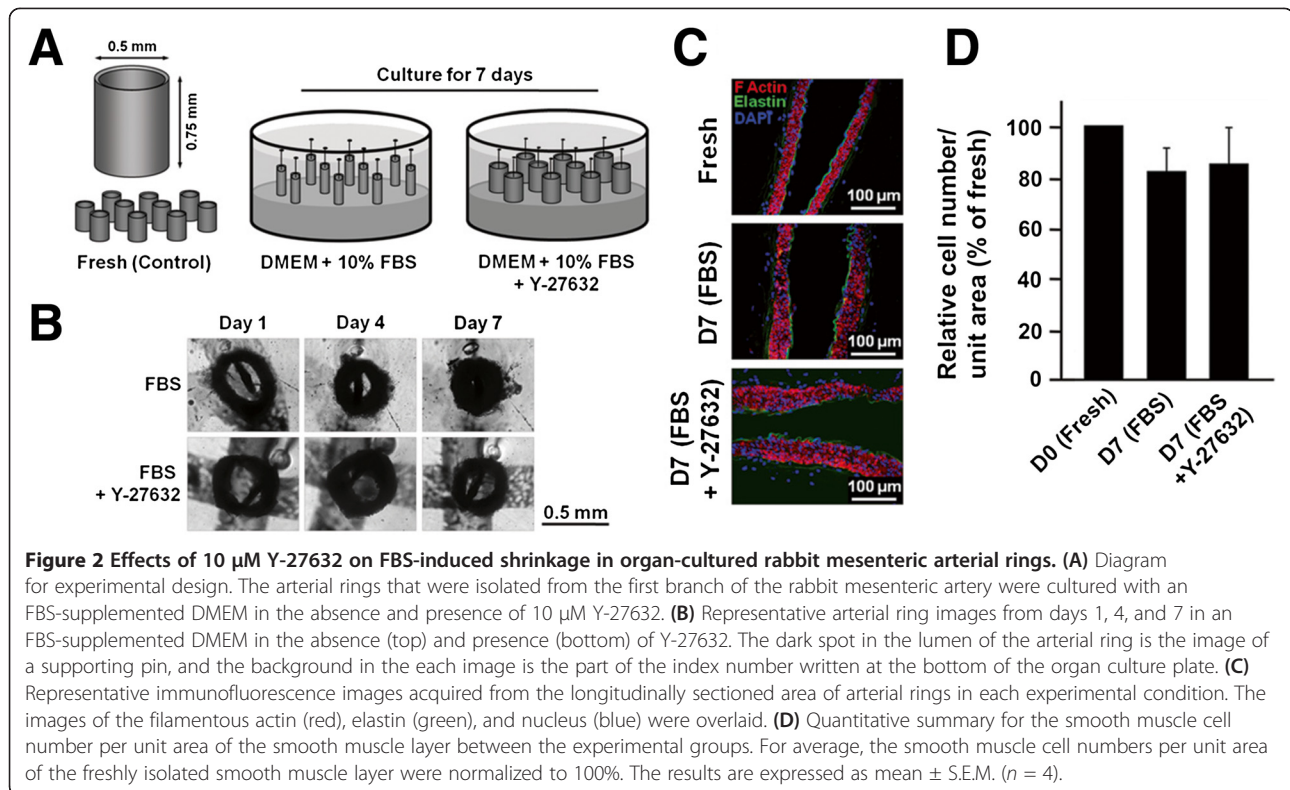 A
0.5 mm
0.75 mm
Fresh (Control)
Culture for 7 days
DMEM + 10% FBS
DMEM + 10% FBS
+ Y-27632
B
Day 1
Day 4
Day 7
FBS
FBS
+ Y-27632
0.5 mm
C
Fresh
F Actin
Elastin
DAPI
100 µm
D7 (FBS)
100 µm
D7 (FBS
+ Y-27632)
100 µm
D
Relative cell number/
unit area (% of fresh)
100
80
60
40
20
0
D0 (Fresh)
D7 (FBS)
D7 (FBS
+Y-27632)
Figure 2 Effects of 10 µM Y-27632 on FBS-induced shrinkage in organ-cultured rabbit mesenteric arterial rings. (A) Diagram
for experimental design. The arterial rings that were isolated from the first branch of the rabbit mesenteric artery were cultured with an
FBS-supplemented DMEM in the absence and presence of 10 µM Y-27632. (B) Representative arterial ring images from days 1, 4, and 7 in an
FBS-supplemented DMEM in the absence (top) and presence (bottom) of Y-27632. The dark spot in the lumen of the arterial ring is the image of
a supporting pin, and the background in the each image is the part of the index number written at the bottom of the organ culture plate. (C)
Representative immunofluorescence images acquired from the longitudinally sectioned area of arterial rings in each experimental condition. The
images of the filamentous actin (red), elastin (green), and nucleus (blue) were overlaid. (D) Quantitative summary for the smooth muscle cell
number per unit area of the smooth muscle layer between the experimental groups. For average, the smooth muscle cell numbers per unit area
of the freshly isolated smooth muscle layer were normalized to 100%. The results are expressed as mean ± S.E.M. (n = 4).